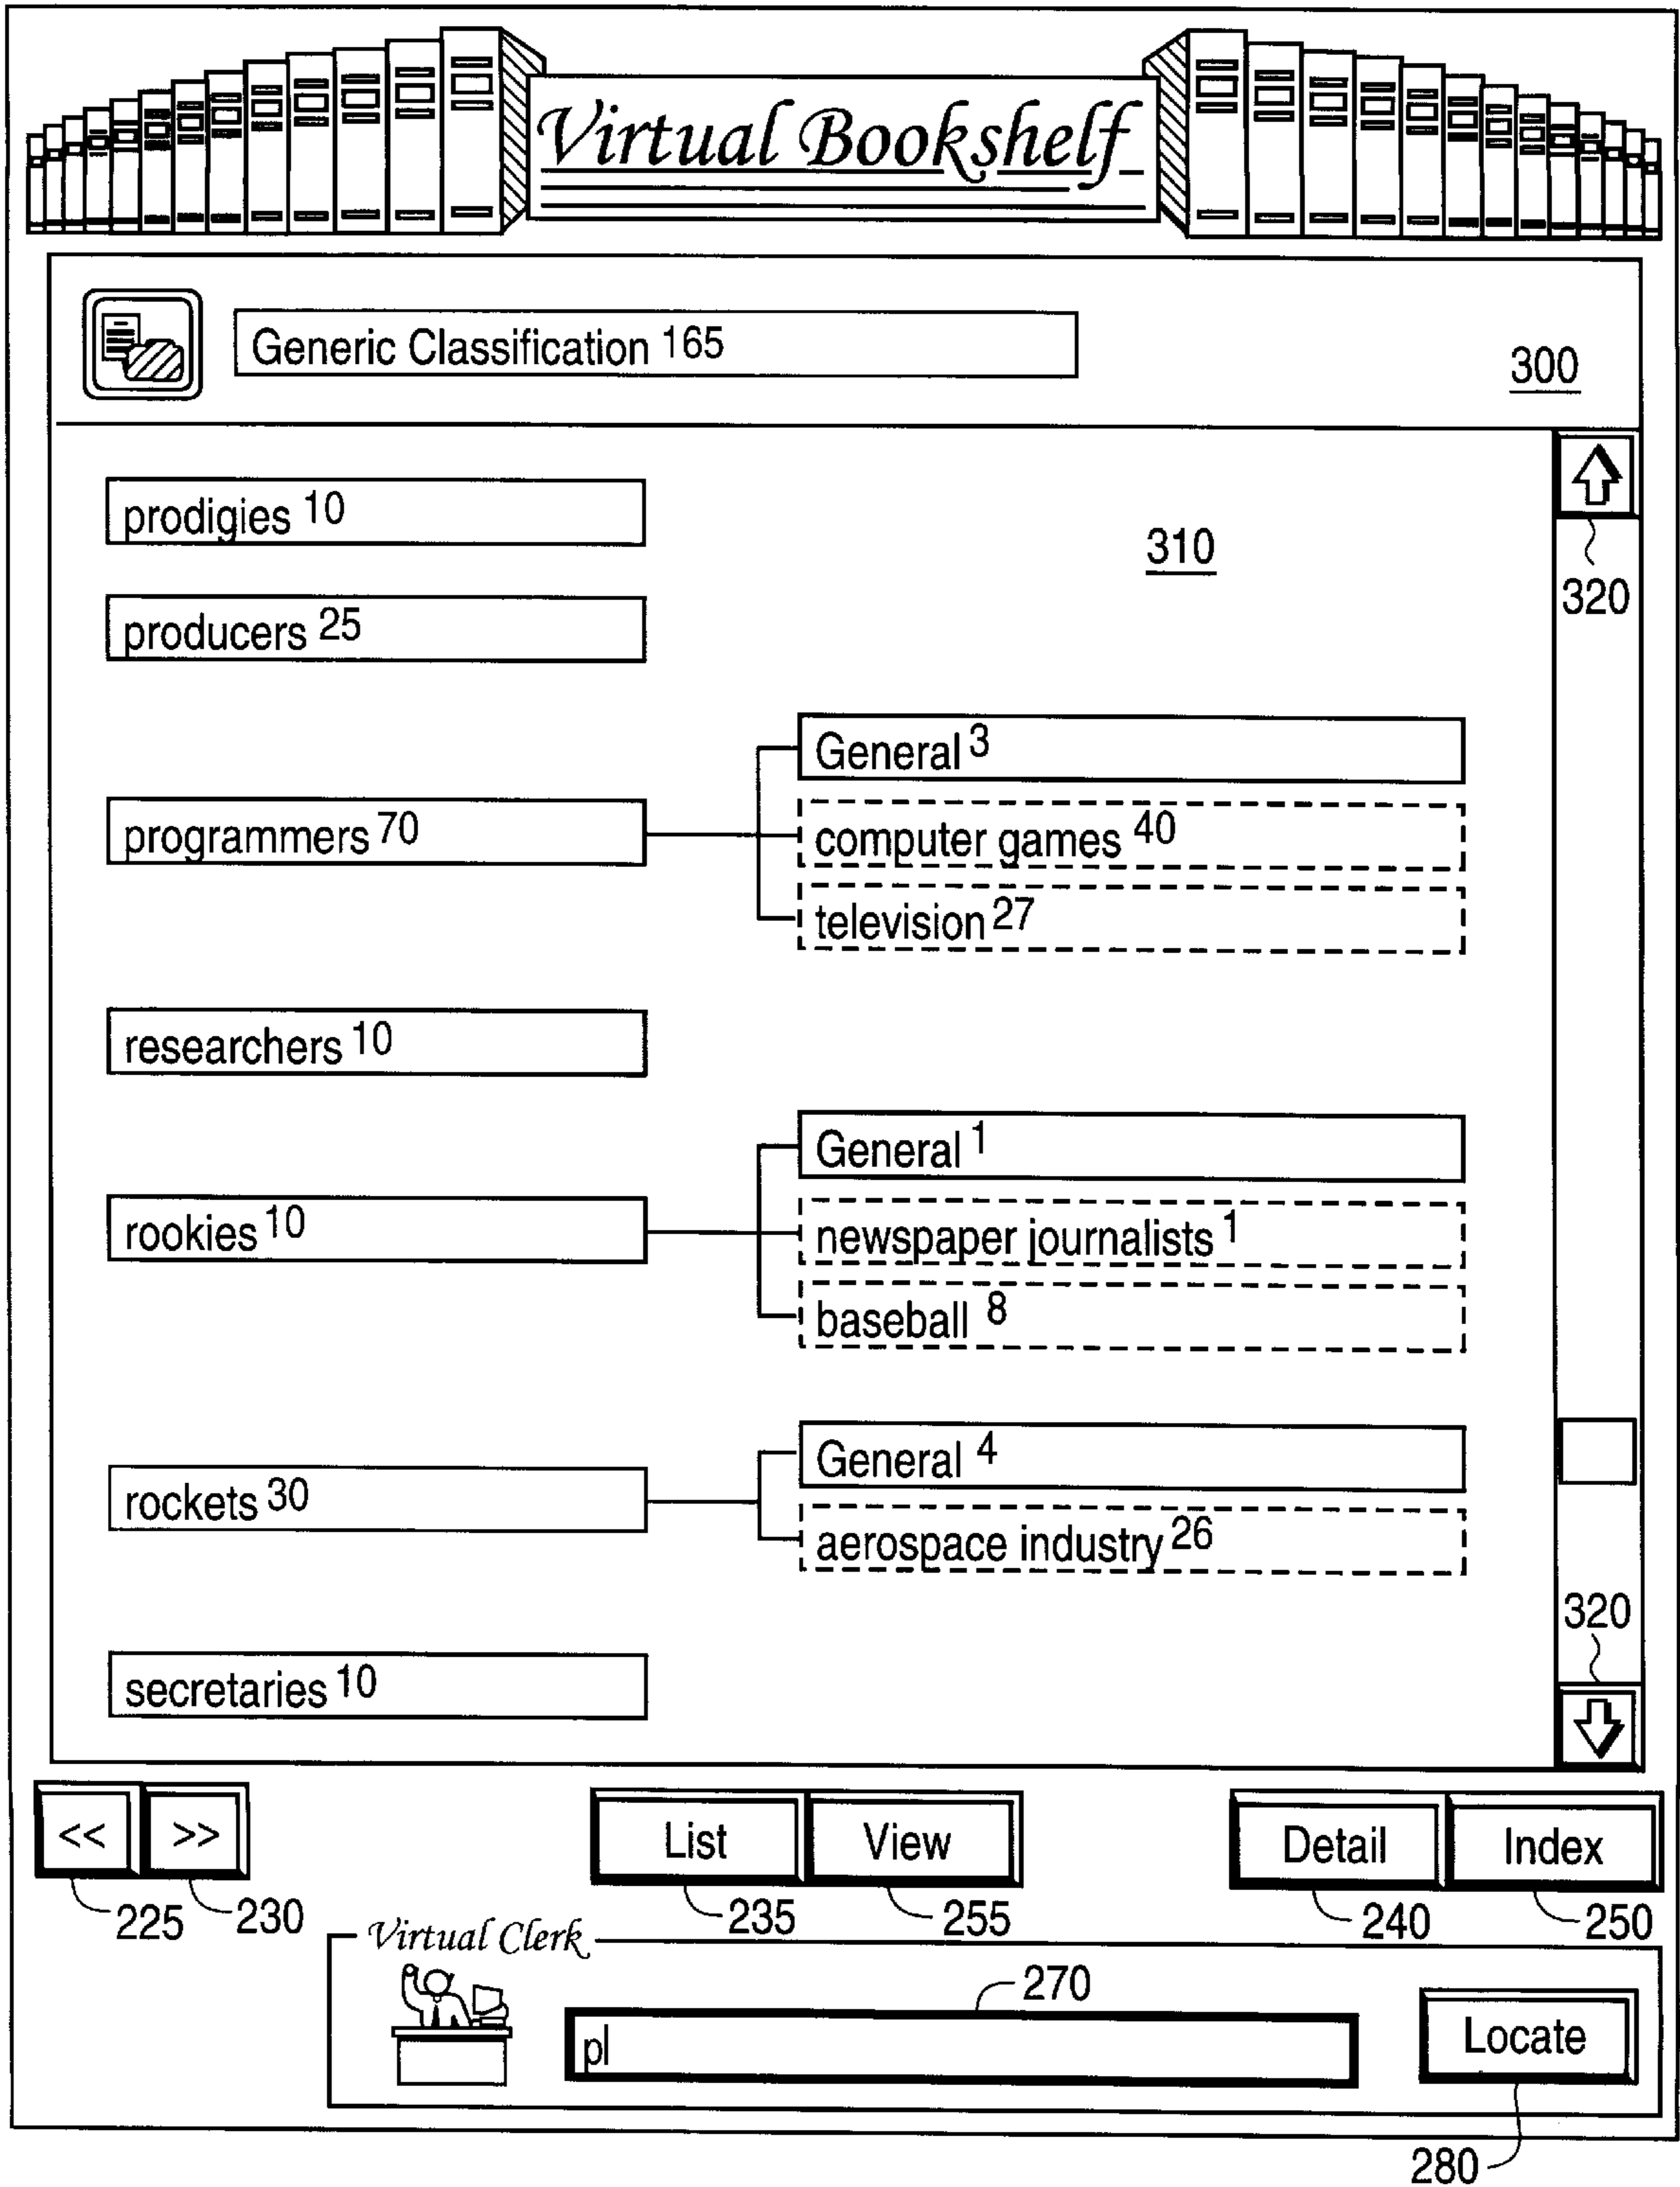 Virtual Bookshelf
Generic Classification 165
300
prodigies 10
310
320
producers 25
General 3
programmers 70
computer games 40
television 27
researchers 10
General 1
rookies 10
newspaper journalists 1
baseball 8
General 4
rockets 30
aerospace industry 26
320
secretaries 10
<< >> List View Detail Index
225 230 235 255 240 250
Virtual Clerk
270
pl
Locate
280